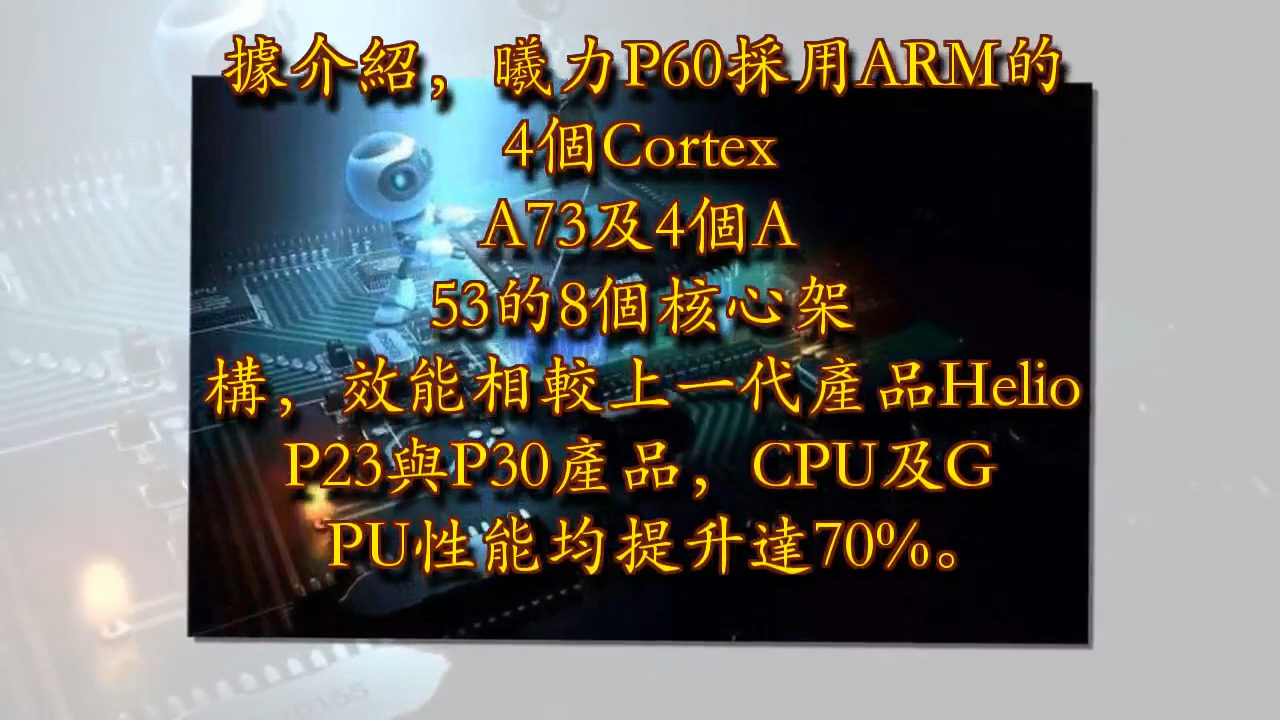 據介紹，曦力P60採用ARM的
4個Cortex
A73及4個A
53的8個核心架
構，效能相較上一代產品Helio
P23與P30產品，CPU及G
PU性能均提升達70%。